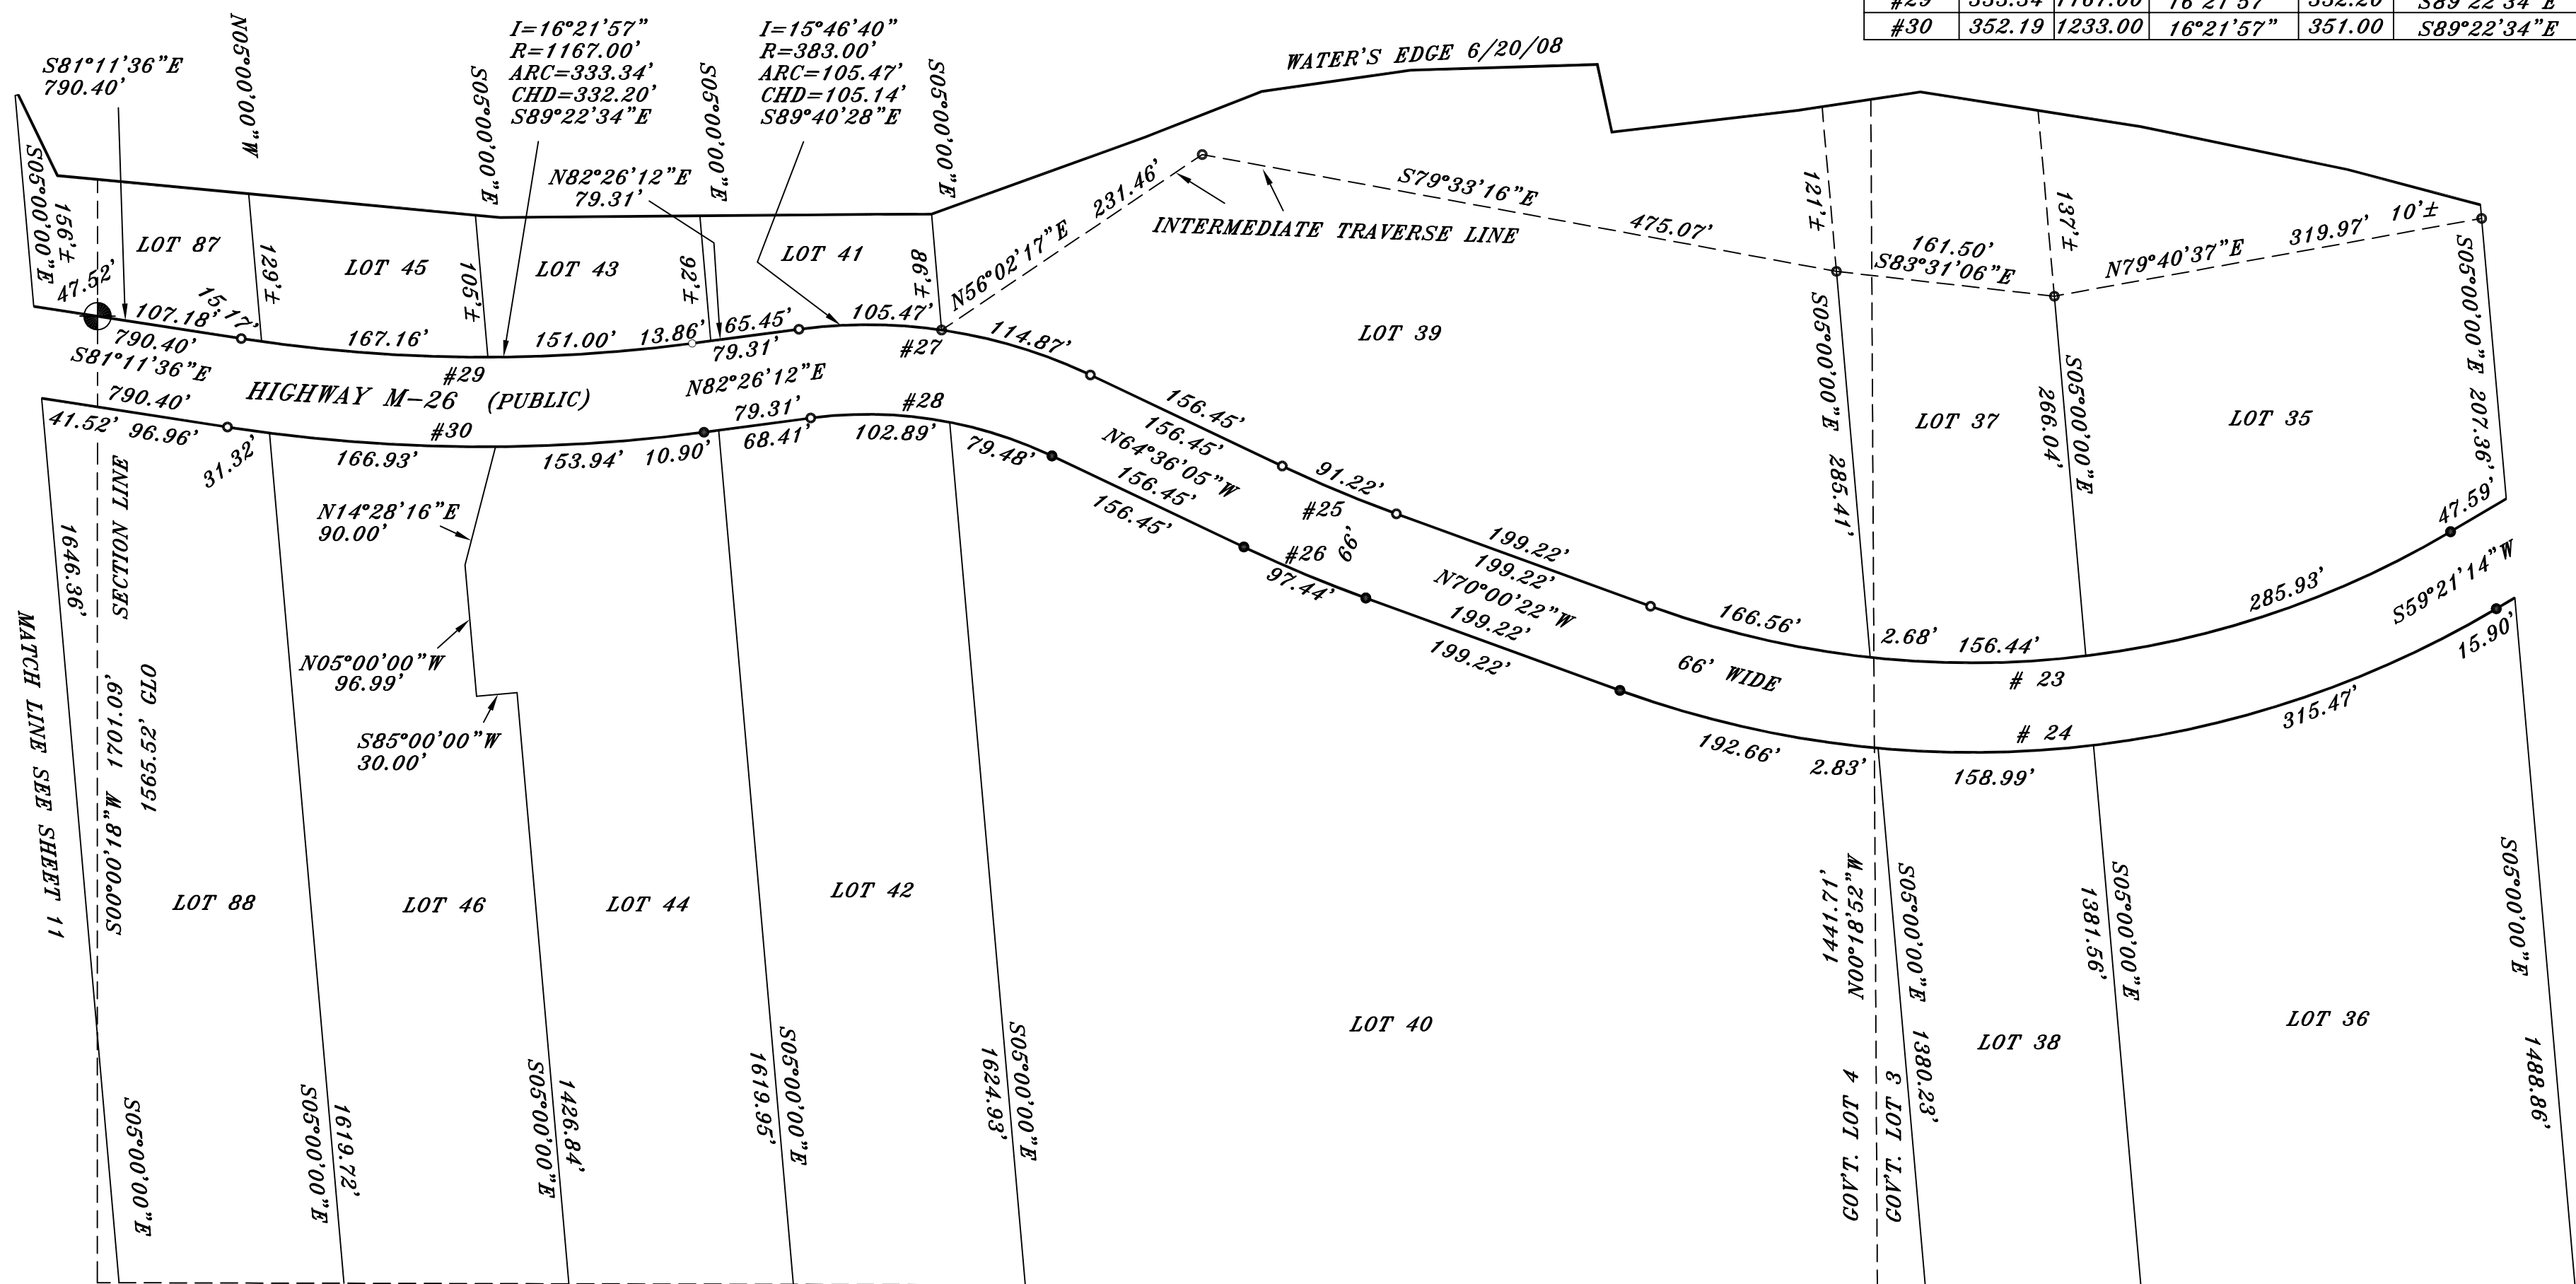 #29 333.34 1167.00 16°21'57" 332.20 S89°22'34"E
#30 352.19 1233.00 16°21'57" 351.00 S89°22'34"E
S81°11'36"E
790.40'
N05°00'00"W
I=16°21'57"
R=1167.00'
ARC=333.34'
CHD=332.20'
S89°22'34"E
I=15°46'40"
R=383.00'
ARC=105.47'
CHD=105.14'
S89°40'28"E
S05°00'00"E
S05°00'00"E
S05°00'00"E
N82°26'12"E
79.31'
WATER'S EDGE 6/20/08
S05°00'00"E
156'±
47.52'
LOT 87
129'±
LOT 45
105'±
LOT 43
92'±
LOT 41
86'±
N56°02'17"E 231.46'
INTERMEDIATE TRAVERSE LINE
S79°33'16"E 475.07'
121'±
161.50'
S83°31'06"E
137'±
N79°40'37"E 319.97' 10'±
S05°00'00"E 207.36'
107.18'
15.17'
167.16'
151.00'
13.86'
65.45'
105.47'
114.87'
790.40'
S81°11'36"E
#29
79.31'
#27
LOT 39
S05°00'00"E 285.41'
LOT 37
266.04'
S05°00'00"E
LOT 35
HIGHWAY M-26 (PUBLIC)
N82°26'12"E
79.31'
#28
790.40'
41.52'
96.96'
31.32'
#30
166.93'
153.94'
10.90'
68.41'
102.89'
79.48'
156.45'
156.45'
N64°36'05"W
156.45'
156.45'
91.22'
#25
#26
66'
97.44'
199.22'
199.22'
N70°00'22"W
199.22'
199.22'
166.56'
2.68'
156.44'
285.93'
47.59'
S59°21'14"W
15.90'
66' WIDE
# 23
# 24
192.66'
2.83'
158.99'
315.47'
N14°28'16"E
90.00'
N05°00'00"W
96.99'
S85°00'00"W
30.00'
MATCH LINE SEE SHEET 11
1646.36'
SECTION LINE
S00°00'18"W 1701.09'
1565.52' GLO
LOT 88
LOT 46
LOT 44
LOT 42
LOT 40
LOT 38
LOT 36
S05°00'00"E
S05°00'00"E
1619.72'
S05°00'00"E
1426.84'
1619.95'
S05°00'00"E
1624.93'
S05°00'00"E
1441.71'
N00°18'52"W
GOV'T. LOT 4
GOV'T. LOT 3
S05°00'00"E 1380.23'
1381.56'
S05°00'00"E
S05°00'00"E 1488.86'